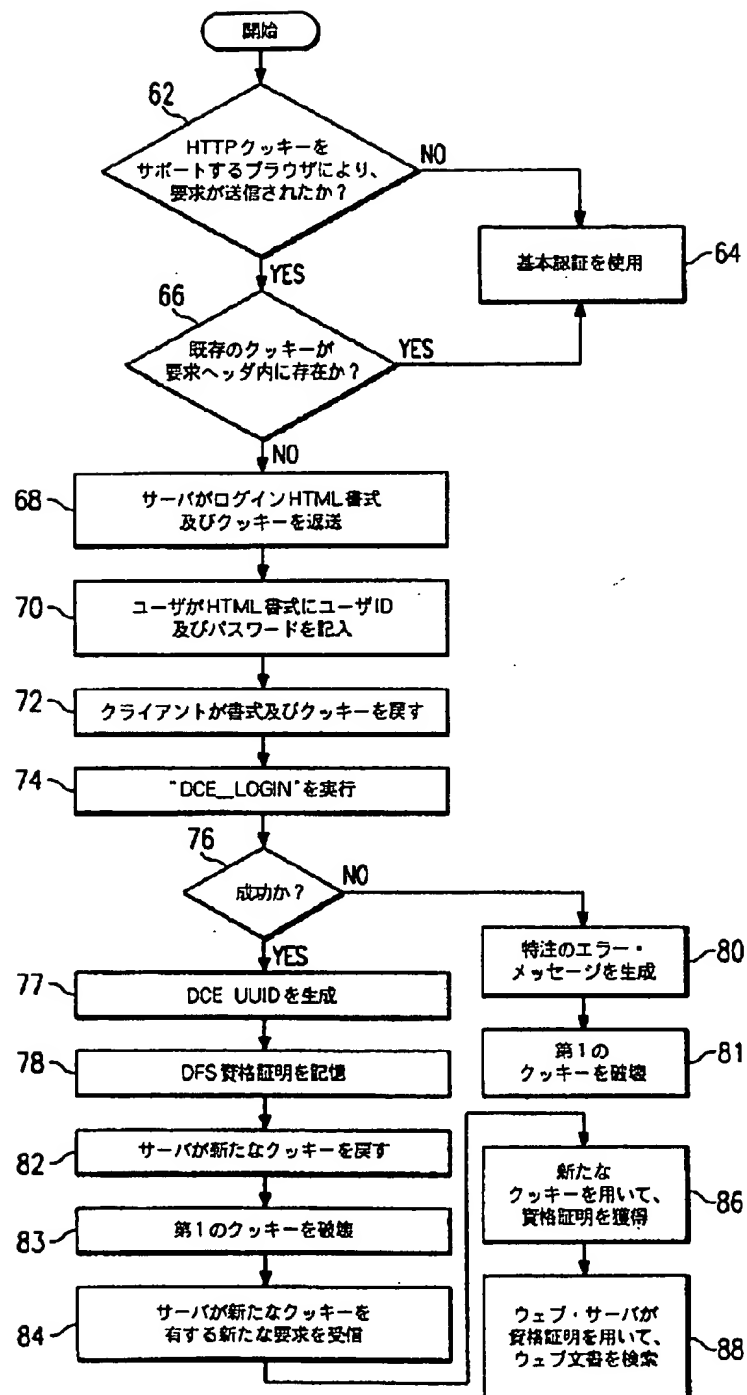 開始
62
HTTPクッキーを
サポートするブラウザにより、
要求が送信されたか？
NO
YES
基本認証を使用
64
66
既存のクッキーが
要求ヘッダ内に存在か？
YES
NO
68
サーバがログインHTML書式
及びクッキーを返送
70
ユーザがHTML書式にユーザID
及びパスワードを記入
72
クライアントが書式及びクッキーを戻す
74
"DCE__LOGIN"を実行
76
成功か？
NO
YES
特注のエラー・
メッセージを生成
80
第1の
クッキーを破壊
81
77
DCE UUIDを生成
78
DFS資格証明を記憶
82
サーバが新たなクッキーを戻す
83
第1のクッキーを破壊
84
サーバが新たなクッキーを
有する新たな要求を受信
新たな
クッキーを用いて、
資格証明を獲得
86
ウェブ・サーバが
資格証明を用いて、
ウェブ文書を検索
88